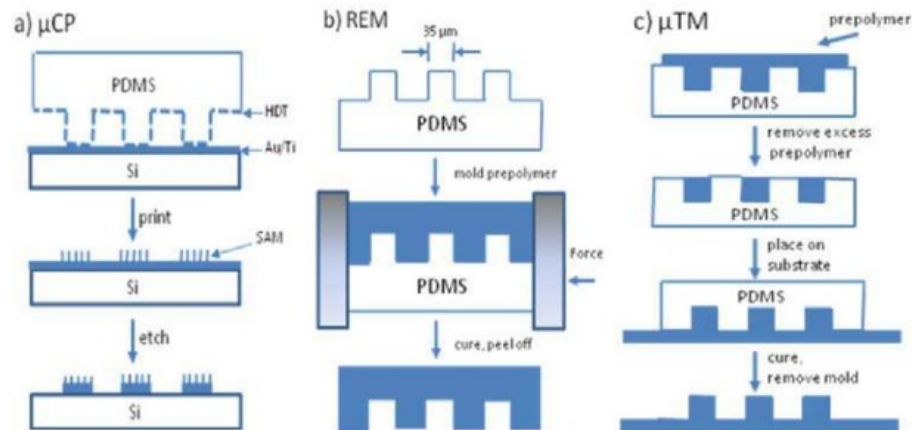 a) µCP
PDMS
HDT
Au/Ti
Si
print
SAM
Si
etch
Si
b) REM
35 µm
PDMS
mold prepolymer
Force
PDMS
cure, peel off
c) µTM
prepolymer
PDMS
remove excess
prepolymer
PDMS
place on
substrate
PDMS
cure,
remove mold